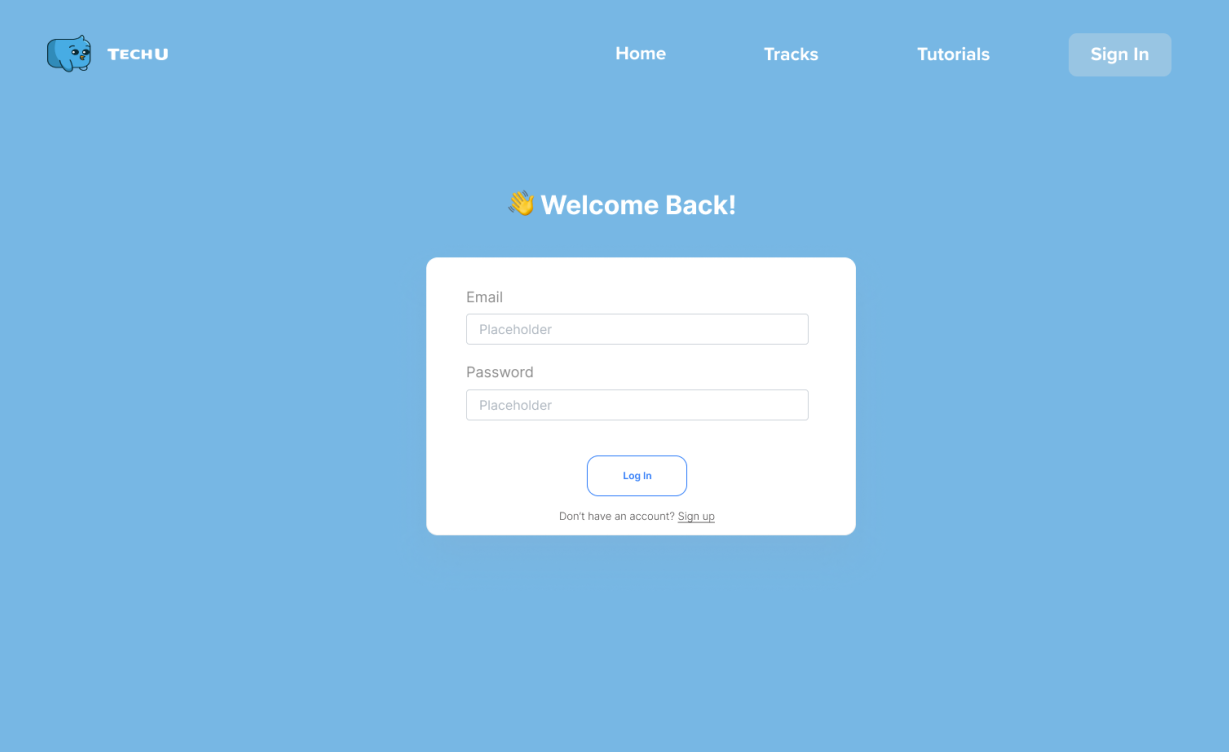 TECHU
Home
Tracks
Tutorials
Sign In
👋 Welcome Back!
Email
Placeholder
Password
Placeholder
Log In
Don't have an account? Sign up